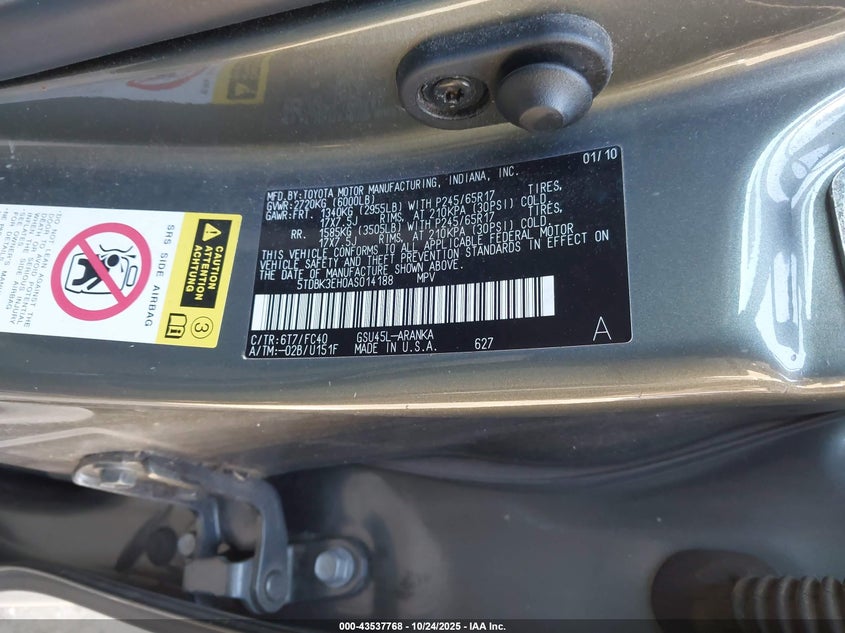 MFD.BY:TOYOTA MOTOR MANUFACTURING, INDIANA, INC. 01/10
GVWR:2720KG (6000LB)
GAWR:FRT. 1340KG (2955LB) WITH P245/65R17 TIRES,
17X7.5J RIMS, AT 210KPA (30PSI) COLD
RR. 1585KG (3505LB) WITH P245/65R17 TIRES,
17X7.5J RIMS, AT 210KPA (30PSI) COLD
THIS VEHICLE CONFORMS TO ALL APPLICABLE FEDERAL MOTOR
VEHICLE SAFETY AND THEFT PREVENTION STANDARDS IN EFFECT ON
THE DATE OF MANUFACTURE SHOWN ABOVE.
5TDBK3EH0AS014188 MPV
C/TR:6T7/FC40 GSU45L-ARANKA
A/TM:-02B/U151F MADE IN U.S.A. 627
A
CAUTION
ATTENTION
ACHTUNG
3
SRS SIDE AIRBAG
000-43537768 - 10/24/2025 - IAA Inc.